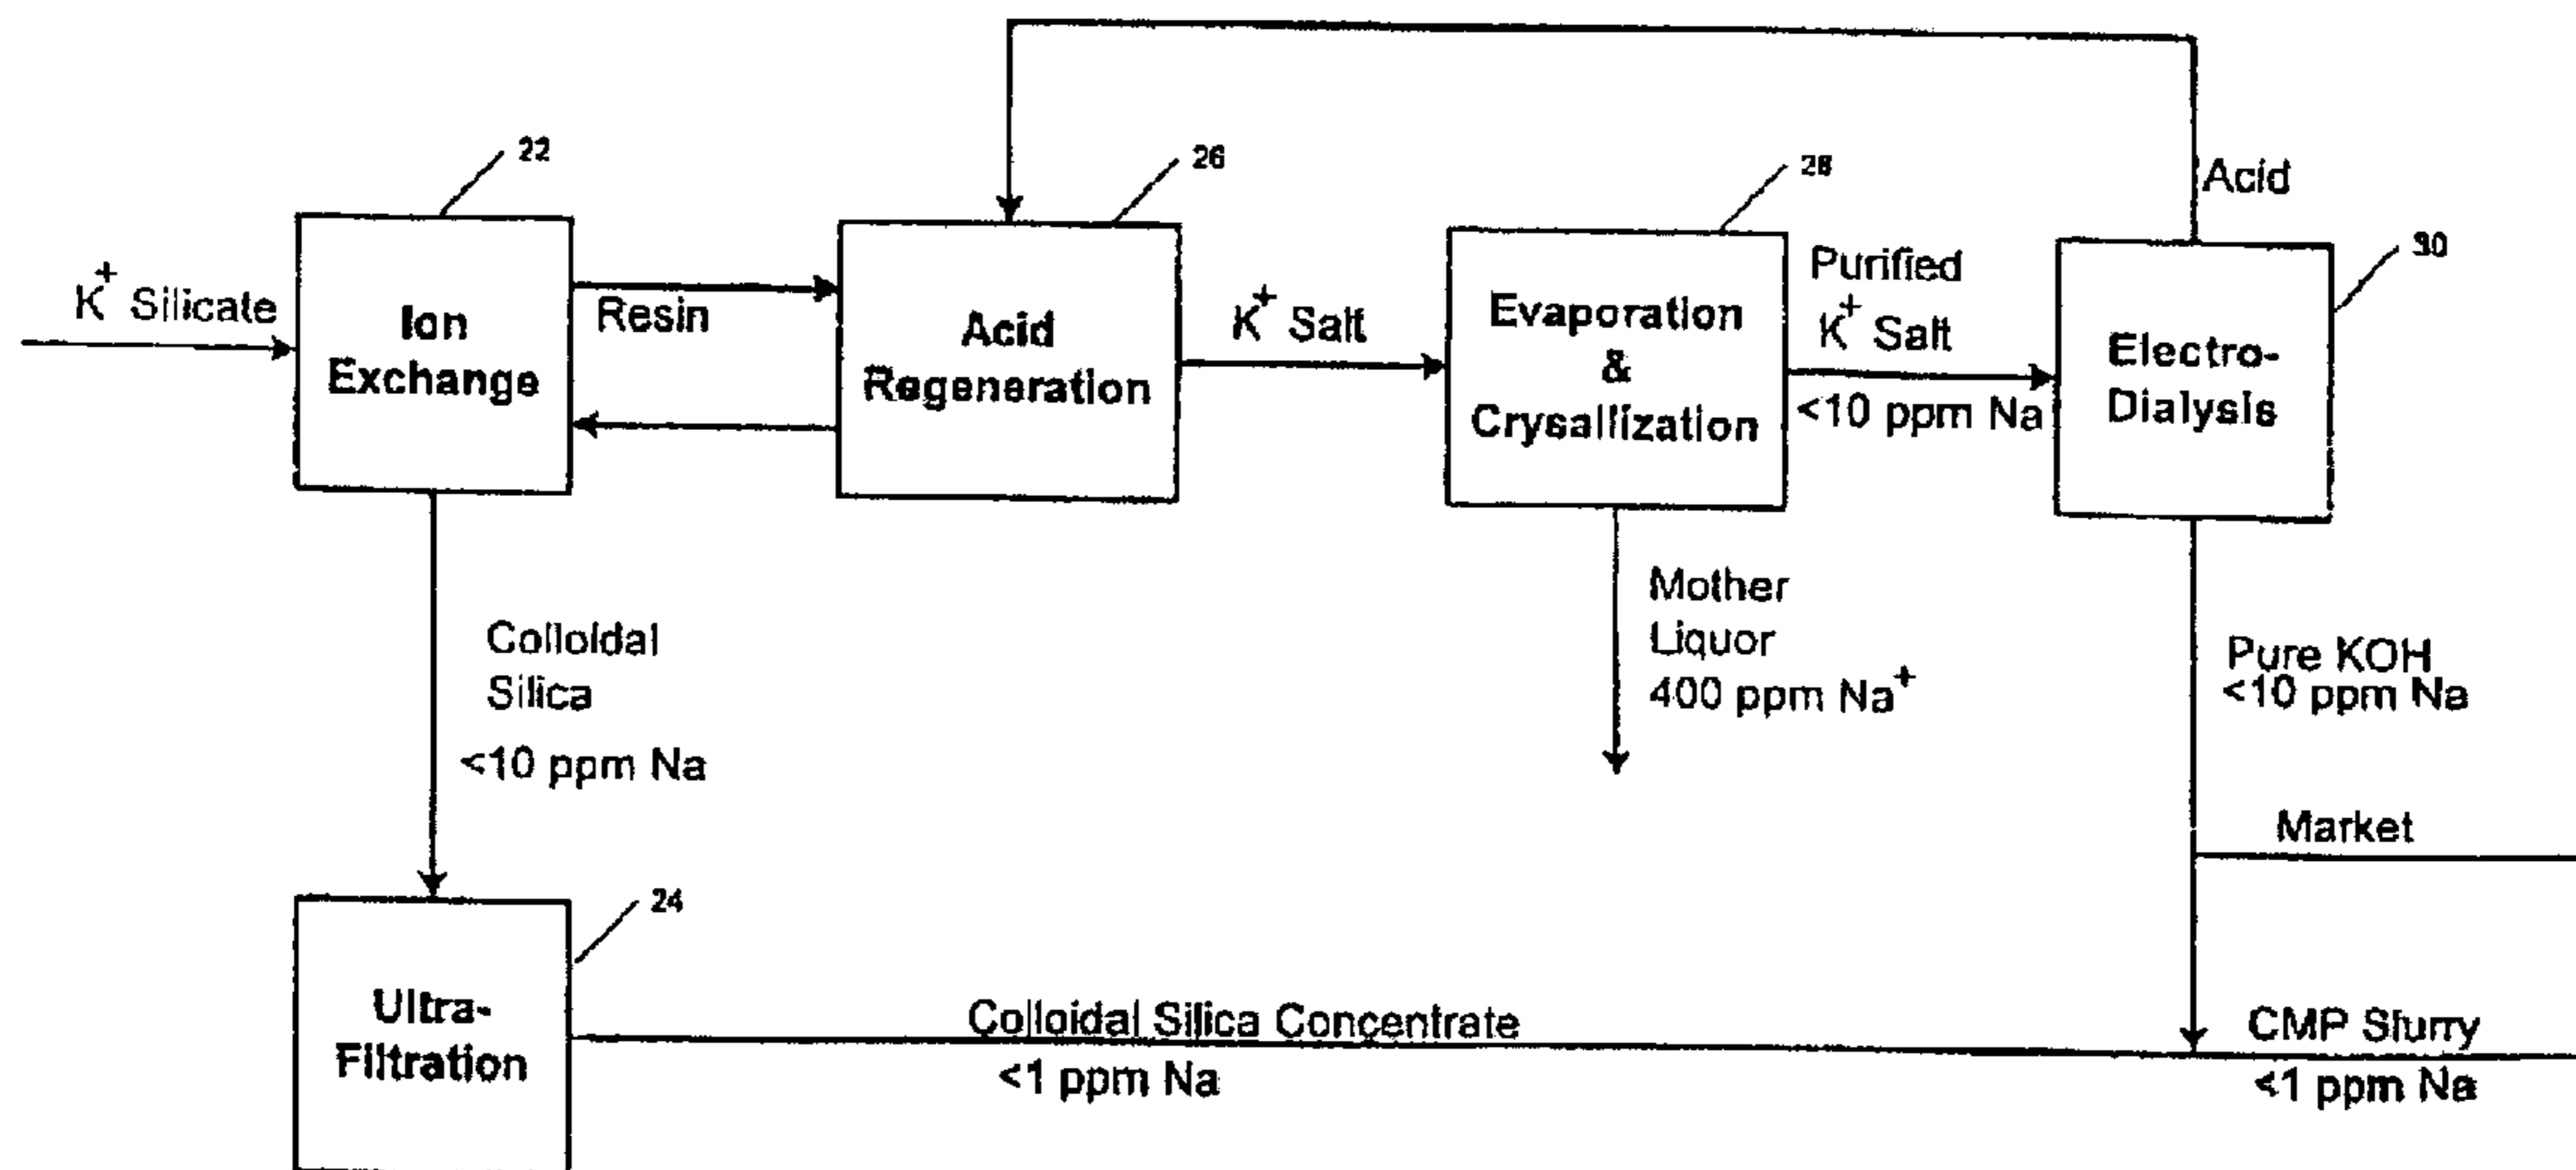 22
26
28
30
Acid
K+ Silicate
Ion
Exchange
Resin
Acid
Regeneration
K+ Salt
Evaporation
&
Crysallization
Purified
K+ Salt
<10 ppm Na
Electro-
Dialysis
Colloidal
Silica
<10 ppm Na
Mother
Liquor
400 ppm Na+
Pure KOH
<10 ppm Na
Market
24
Ultra-
Filtration
Colloidal Silica Concentrate
<1 ppm Na
CMP Slurry
<1 ppm Na